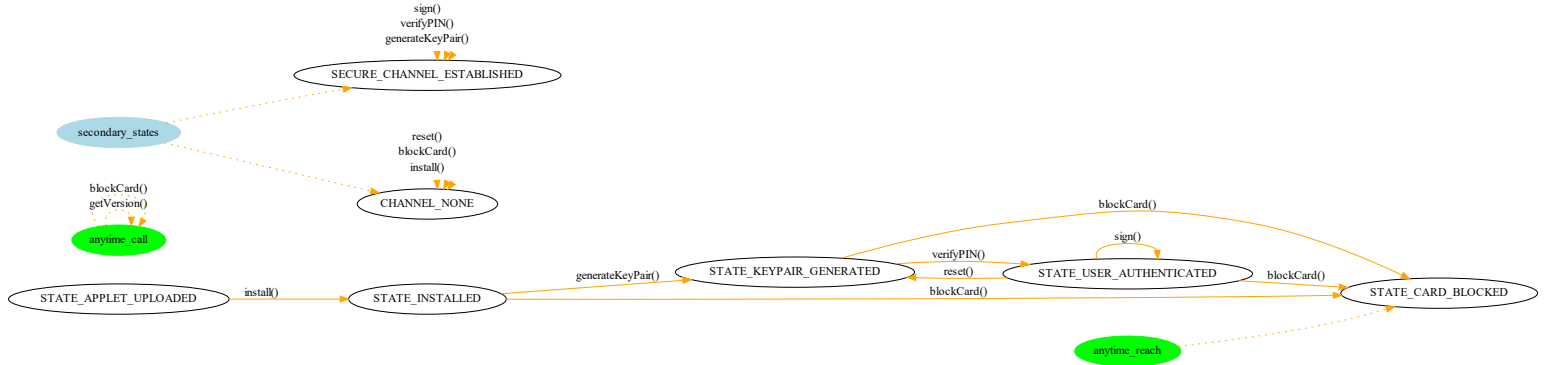 sign()
verifyPIN()
generateKeyPair()
SECURE_CHANNEL_ESTABLISHED
secondary_states
reset()
blockCard()
install()
CHANNEL_NONE
blockCard()
getVersion()
anytime_call
blockCard()
sign()
verifyPIN()
STATE_KEYPAIR_GENERATED
reset()
STATE_USER_AUTHENTICATED
blockCard()
generateKeyPair()
STATE_APPLET_UPLOADED
install()
STATE_INSTALLED
blockCard()
STATE_CARD_BLOCKED
anytime_reach